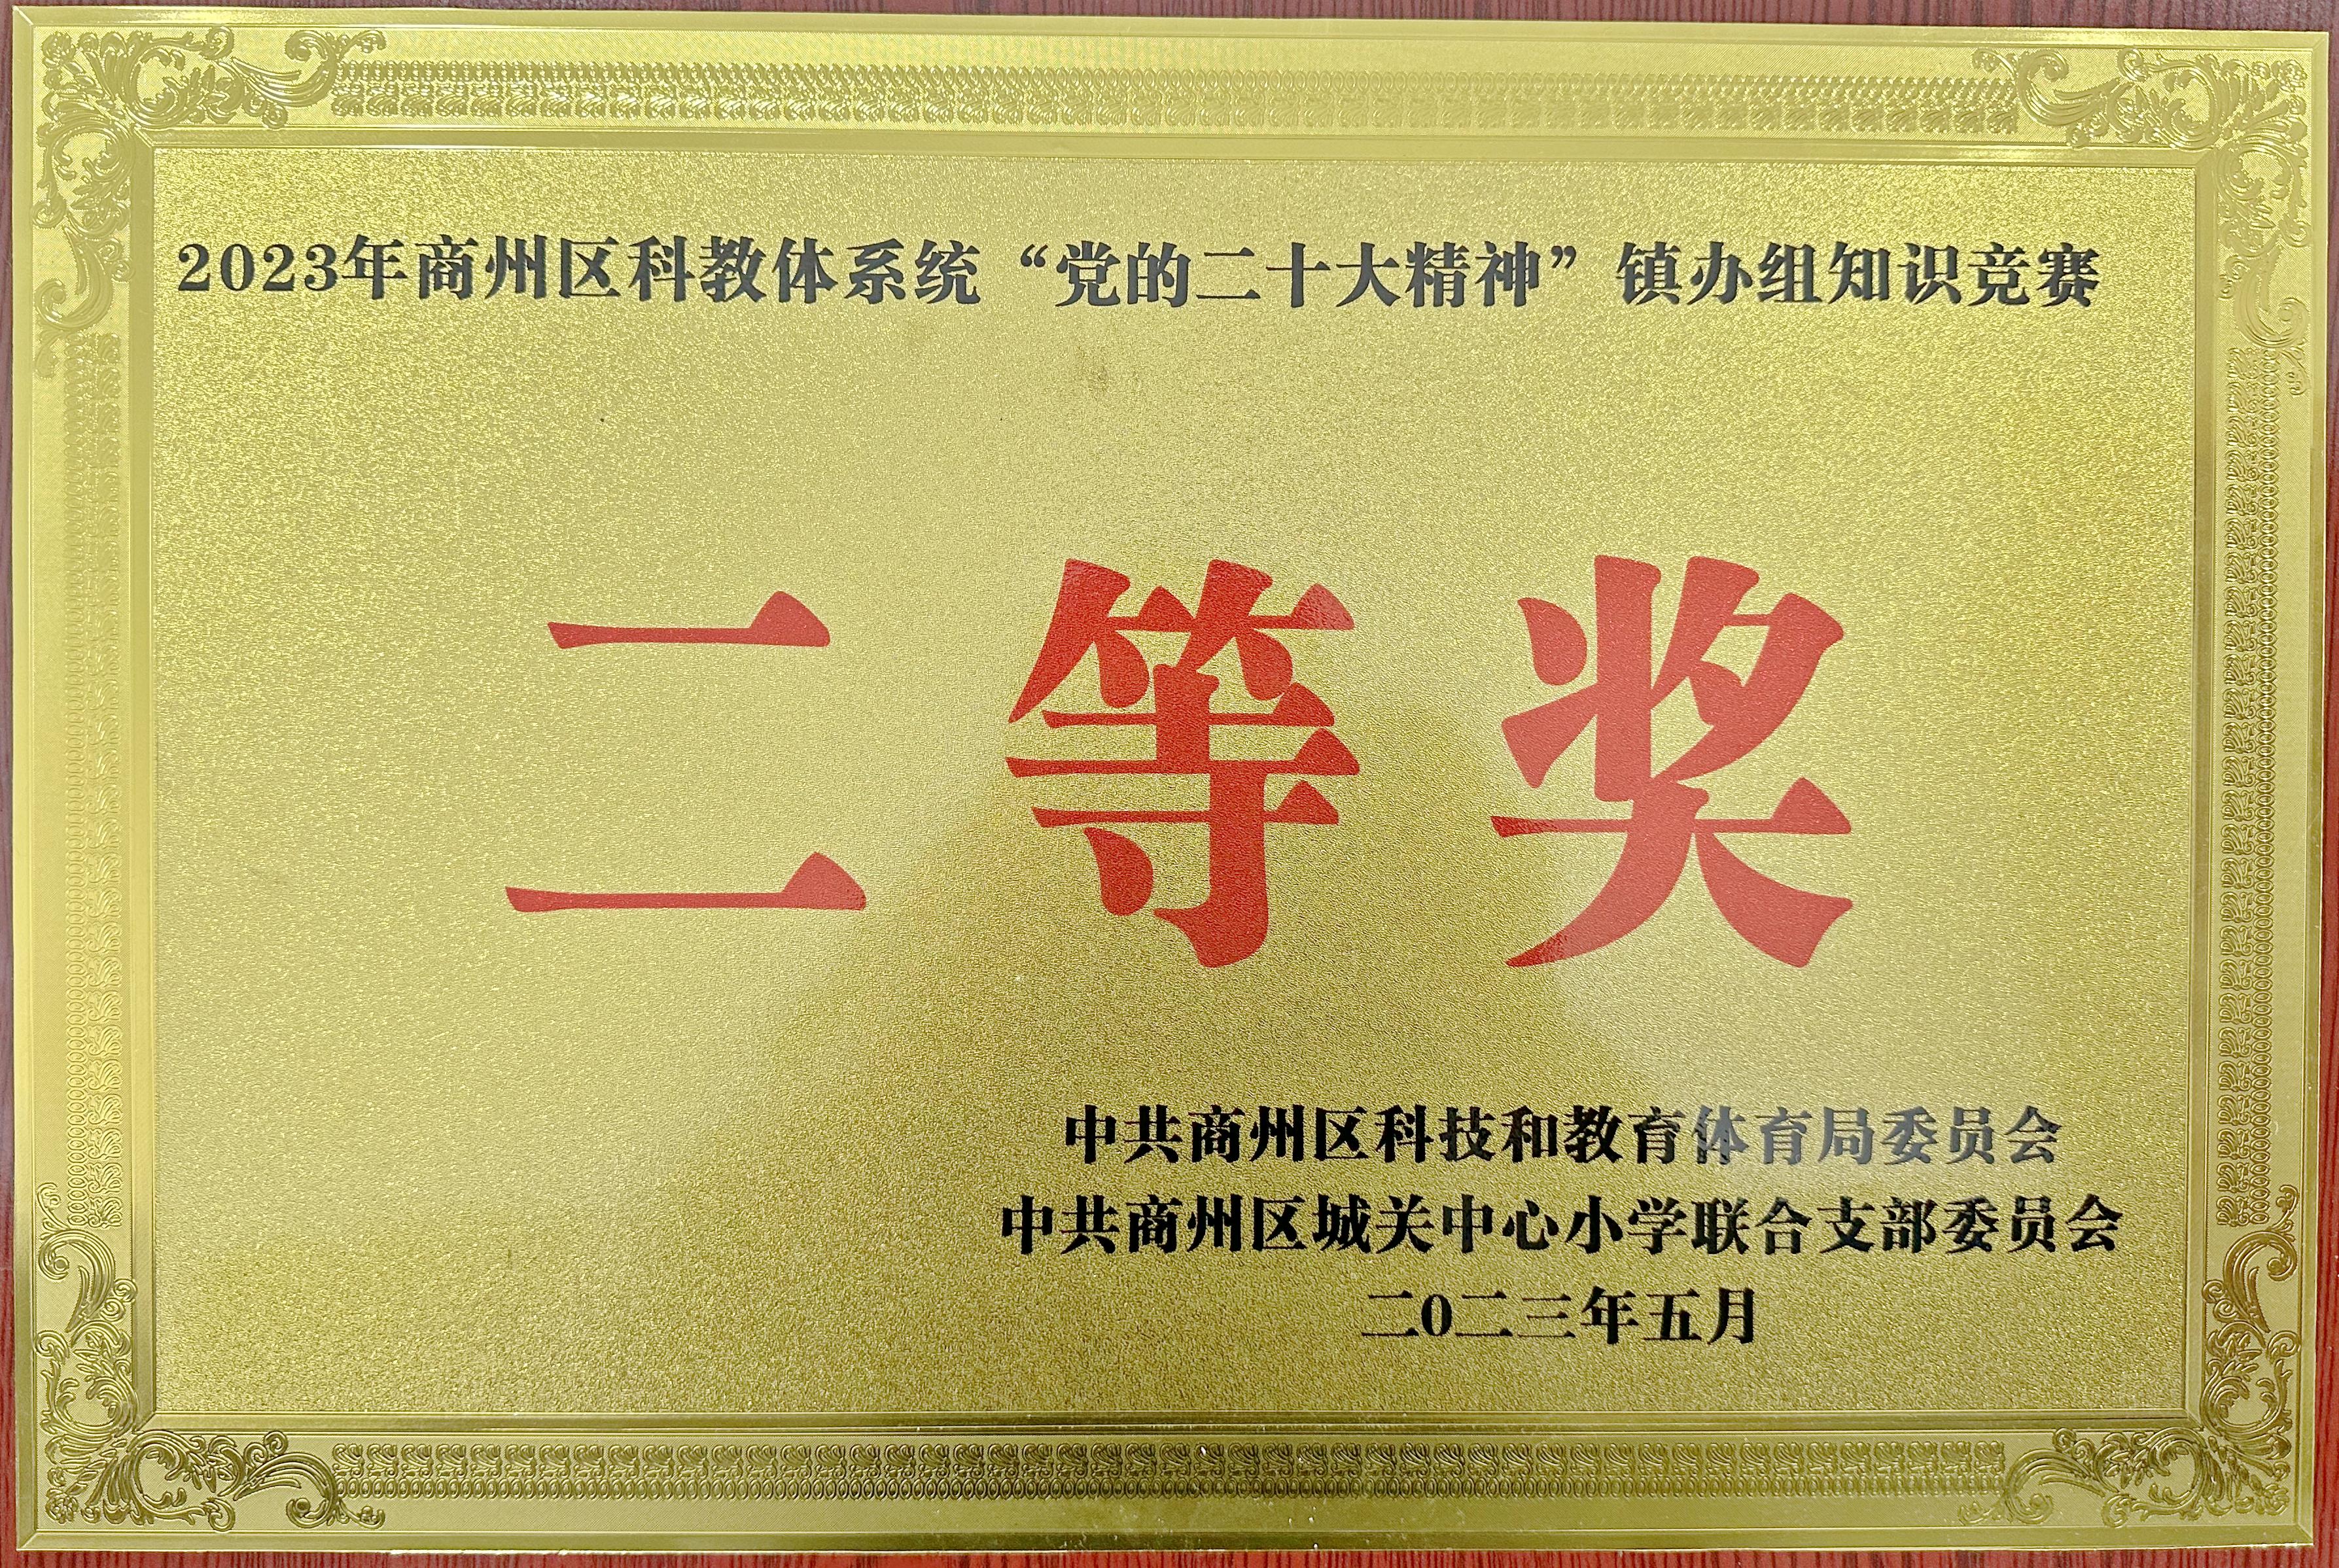 2023年商州区科教体系统“党的二十大精神”镇办组知识竞赛
二等奖
中共商州区科技和教育体育局委员会
中共商州区城关中心小学联合支部委员会
二0二三年五月